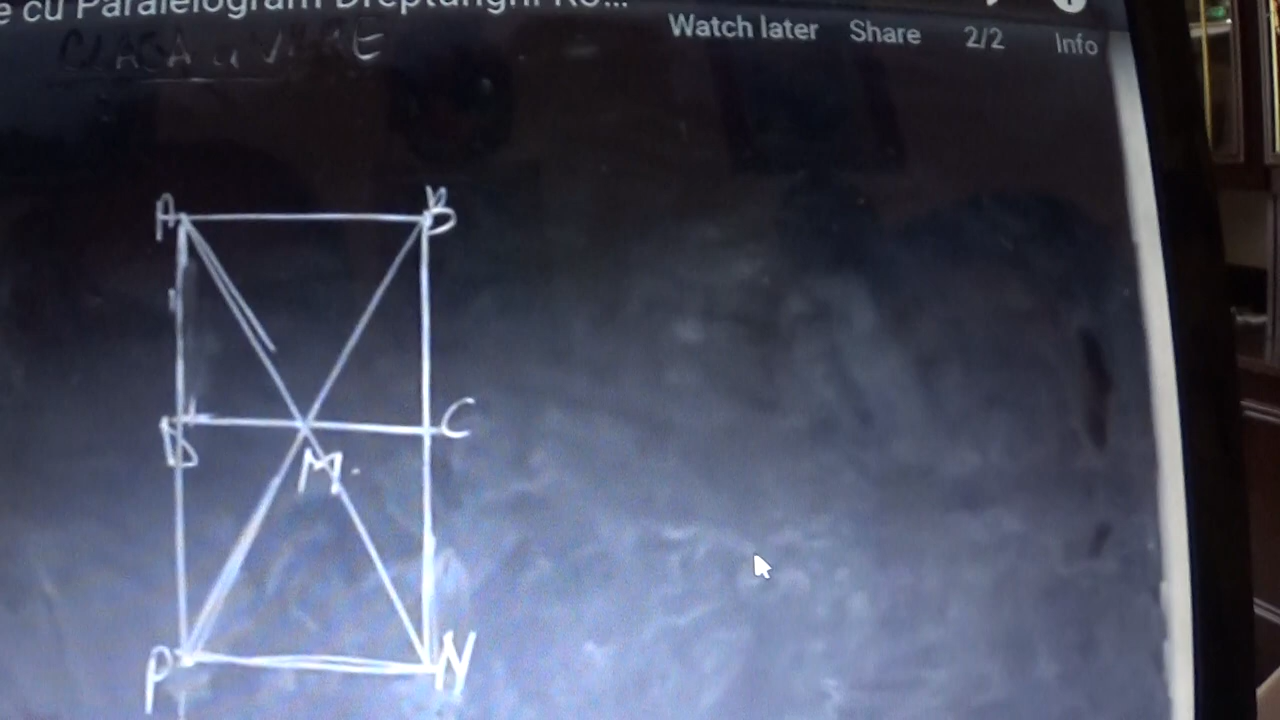 cu Paralelogram Dreptunghi Ro...
Watch later Share 2/2 Info
A B
D C
M
P N